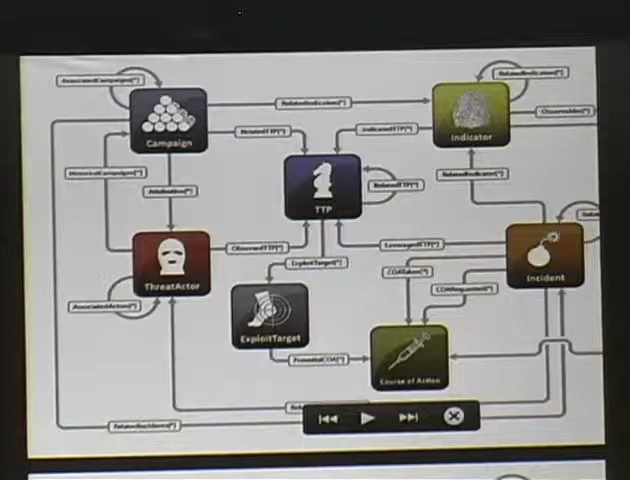 AssociatedCampaigns(*)
RelatedIndicators(*)
Campaign
RelatedIndicators(*)
Indicator
Observables(*)
RelatedTTP(*)
IndicatedTTP(*)
HistoricalCampaigns(*)
Attribution(*)
TTP
RelatedTTP(*)
RelatedIndicator(*)
ThreatActor
ObservedTTP(*)
LeveragedTTP(*)
Incident
ExploitTarget(*)
COATaken(*)
COARequested(*)
AssociatedActors(*)
ExploitTarget
PotentialCOA(*)
Course of Action
RelatedIncidents(*)